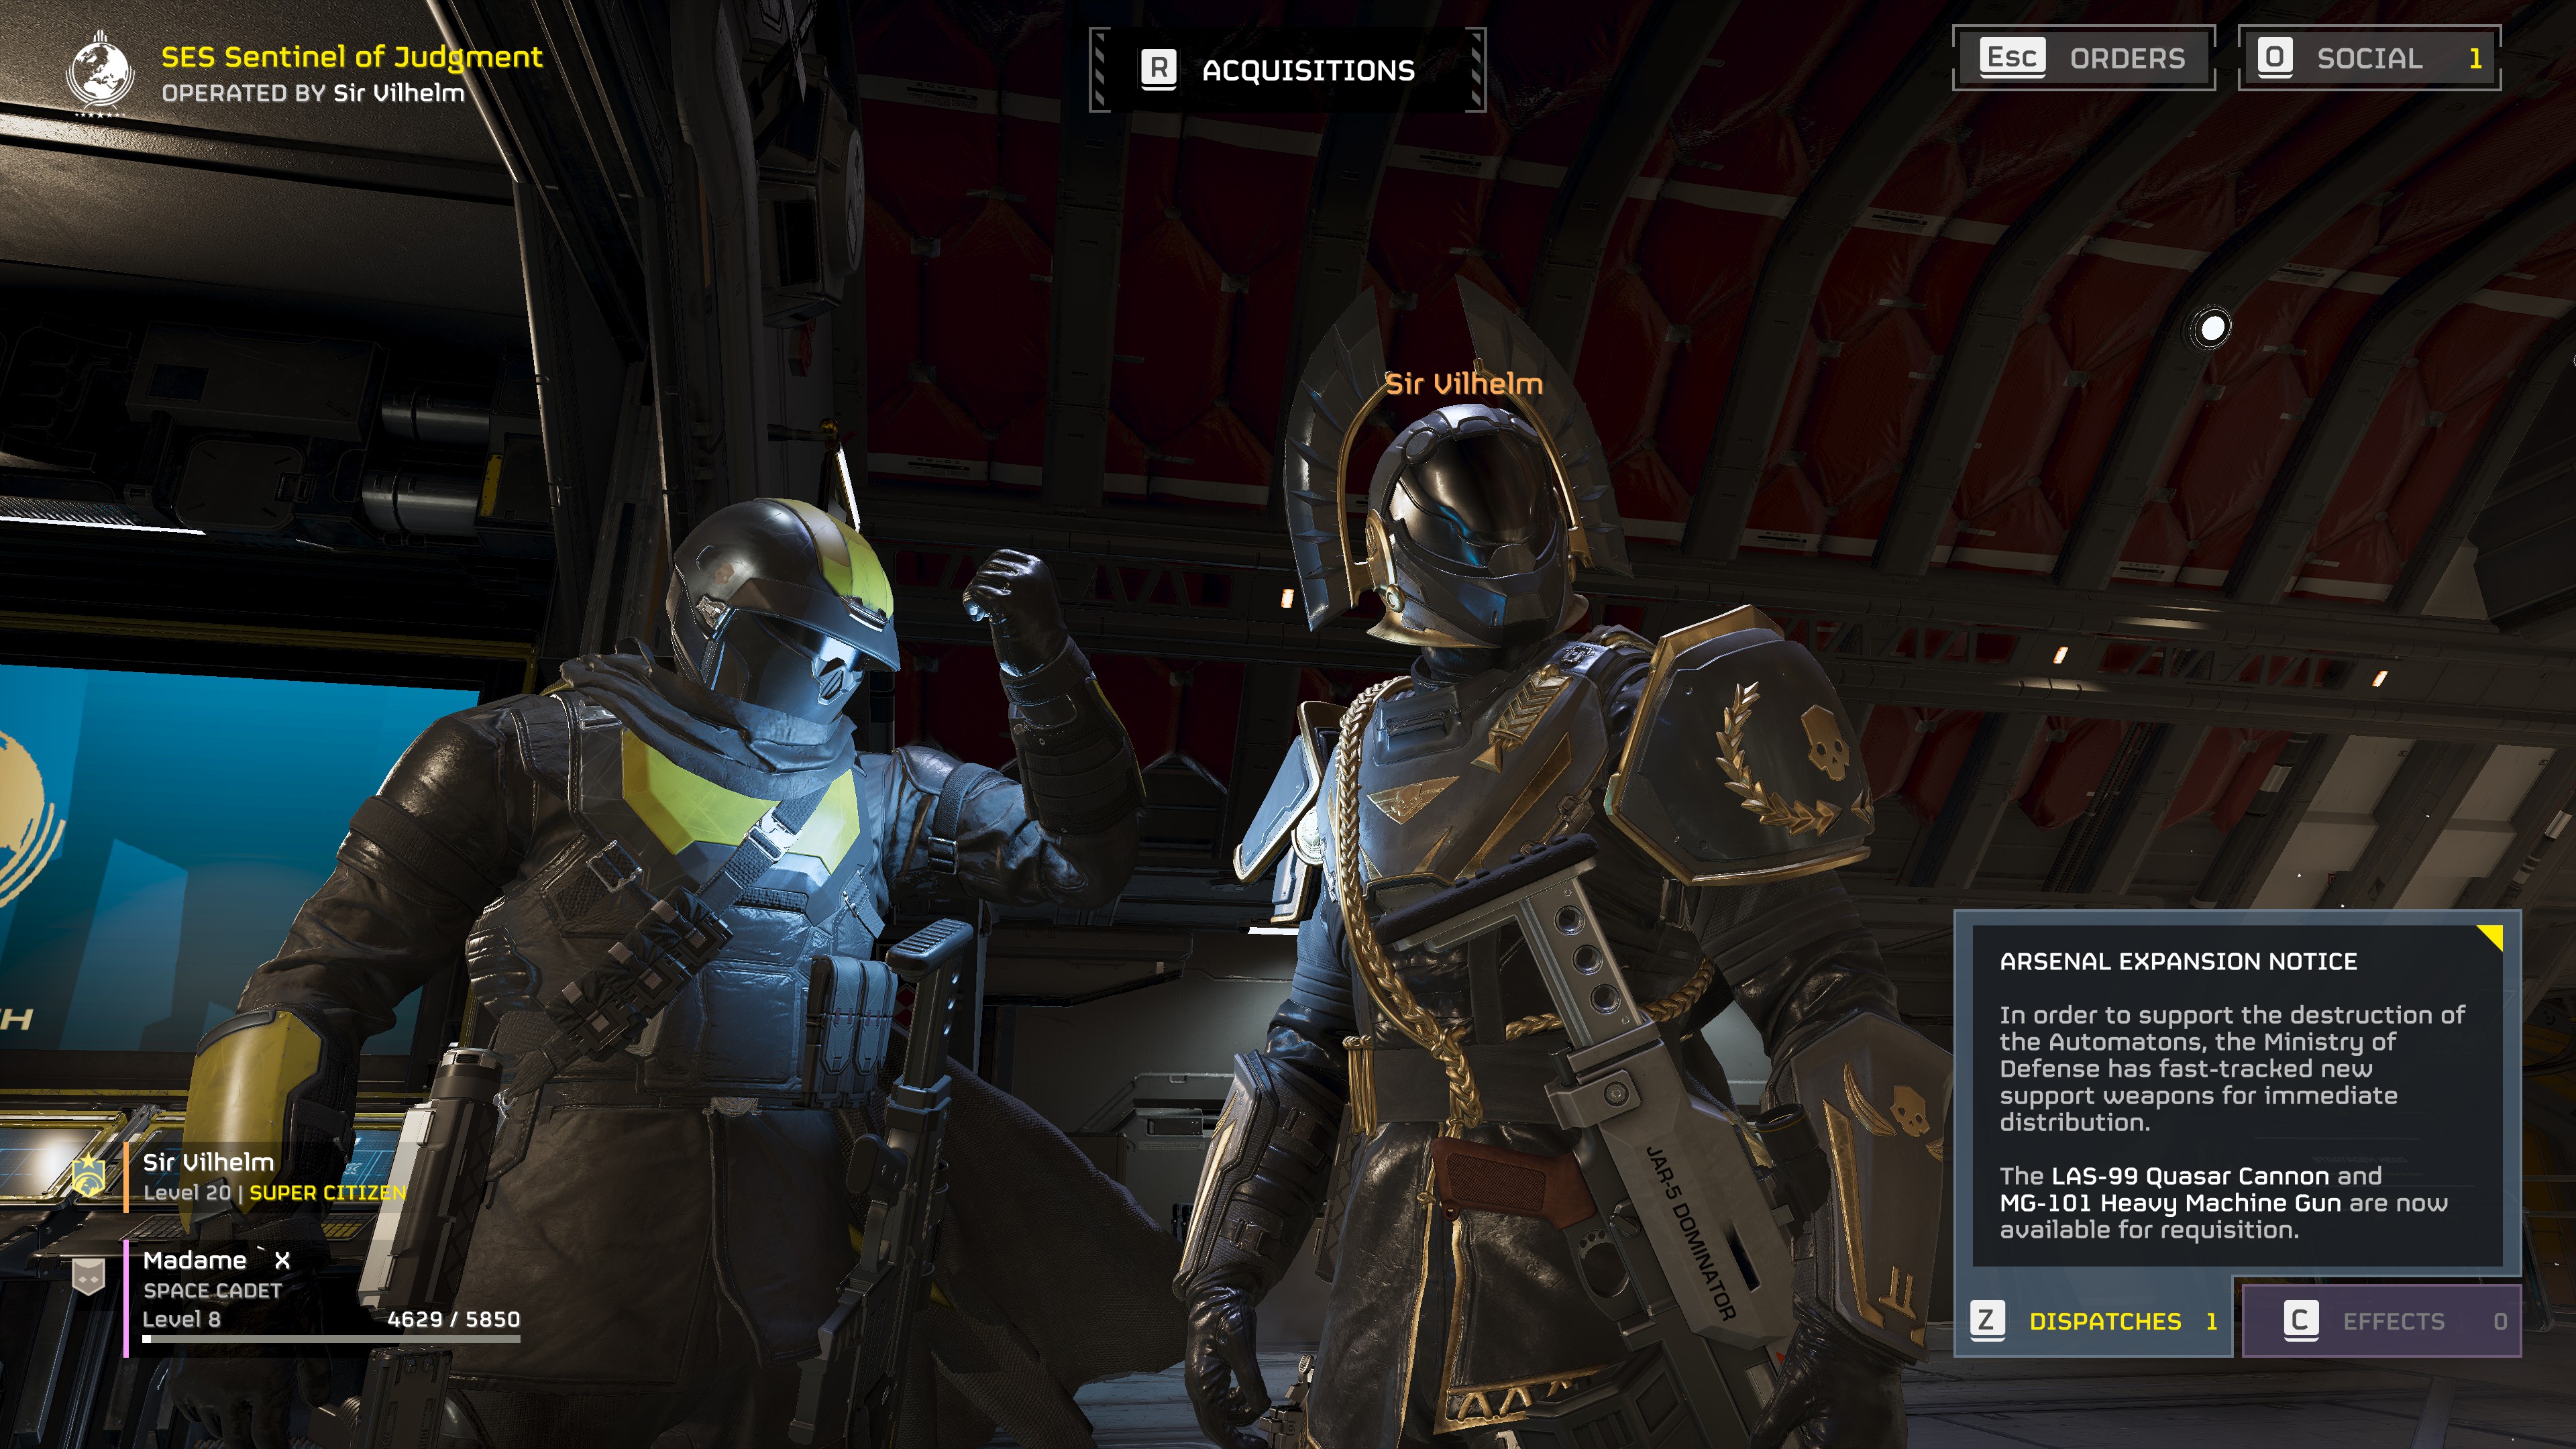 SES Sentinel of Judgment
OPERATED BY Sir Vilhelm
R ACQUISITIONS
Esc ORDERS
O SOCIAL 1
Sir Vilhelm
JAR-5 DOMINATOR
Sir Vilhelm
Level 20 | SUPER CITIZEN
Madame ` X
SPACE CADET
Level 8 4629 / 5850
ARSENAL EXPANSION NOTICE
In order to support the destruction of
the Automatons, the Ministry of
Defense has fast-tracked new
support weapons for immediate
distribution.
The LAS-99 Quasar Cannon and
MG-101 Heavy Machine Gun are now
available for requisition.
Z DISPATCHES 1
C EFFECTS 0